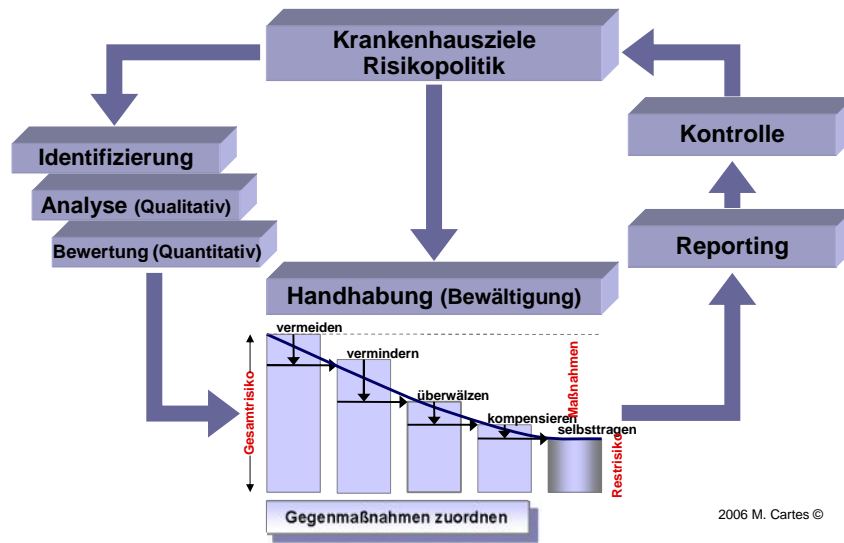 Krankenhausziele
Risikopolitik
Identifizierung
Analyse (Qualitativ)
Bewertung (Quantitativ)
Kontrolle
Reporting
Handhabung (Bewältigung)
vermeiden
vermindern
überwälzen
kompensieren
selbsttragen
Gesamtrisiko
Maßnahmen
Restrisiko
Gegenmaßnahmen zuordnen
2006 M. Cartes ©